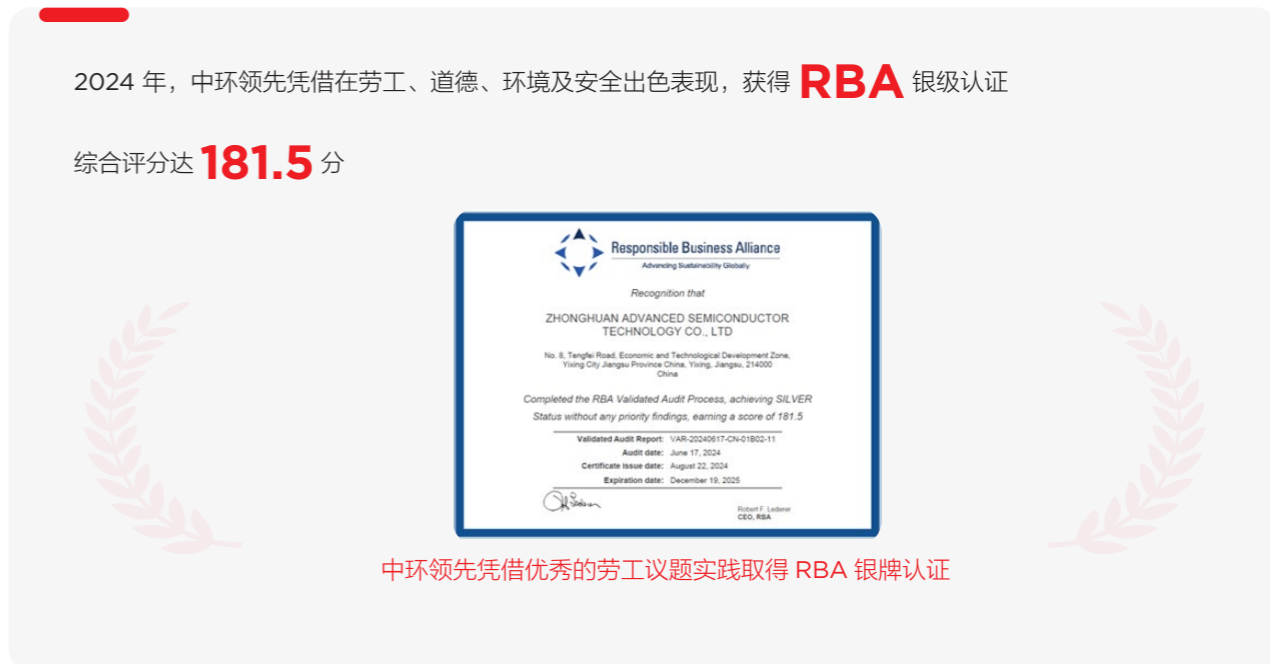 2024 年，中环领先凭借在劳工、道德、环境及安全出色表现，获得 RBA 银级认证
综合评分达 181.5 分
Responsible Business Alliance
Advancing Sustainability Globally
Recognition that
ZHONGHUAN ADVANCED SEMICONDUCTOR
TECHNOLOGY CO., LTD
No. 8, Tengfei Road, Economic and Technological Development Zone,
Yixing City Jiangsu Province China, Yixing, Jiangsu, 214000
China
Completed the RBA Validated Audit Process, achieving SILVER
Status without any priority findings, earning a score of 181.5
Validated Audit Report: VAR-20240617-CN-01B02-11
Audit date: June 17, 2024
Certificate issue date: August 22, 2024
Expiration date: December 19, 2025
Robert F. Lederer
CEO, RBA
中环领先凭借优秀的劳工议题实践取得 RBA 银牌认证